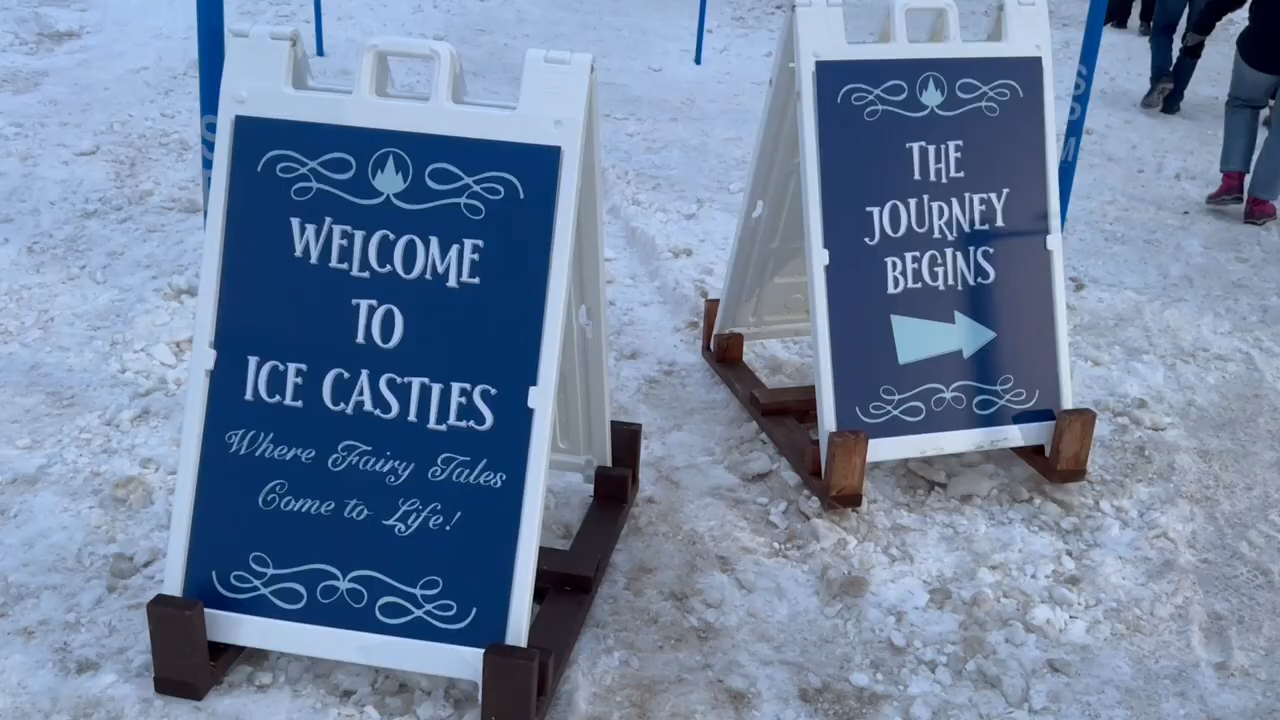 WELCOME
TO
ICE CASTLES
Where Fairy Tales
Come to Life!
THE
JOURNEY
BEGINS